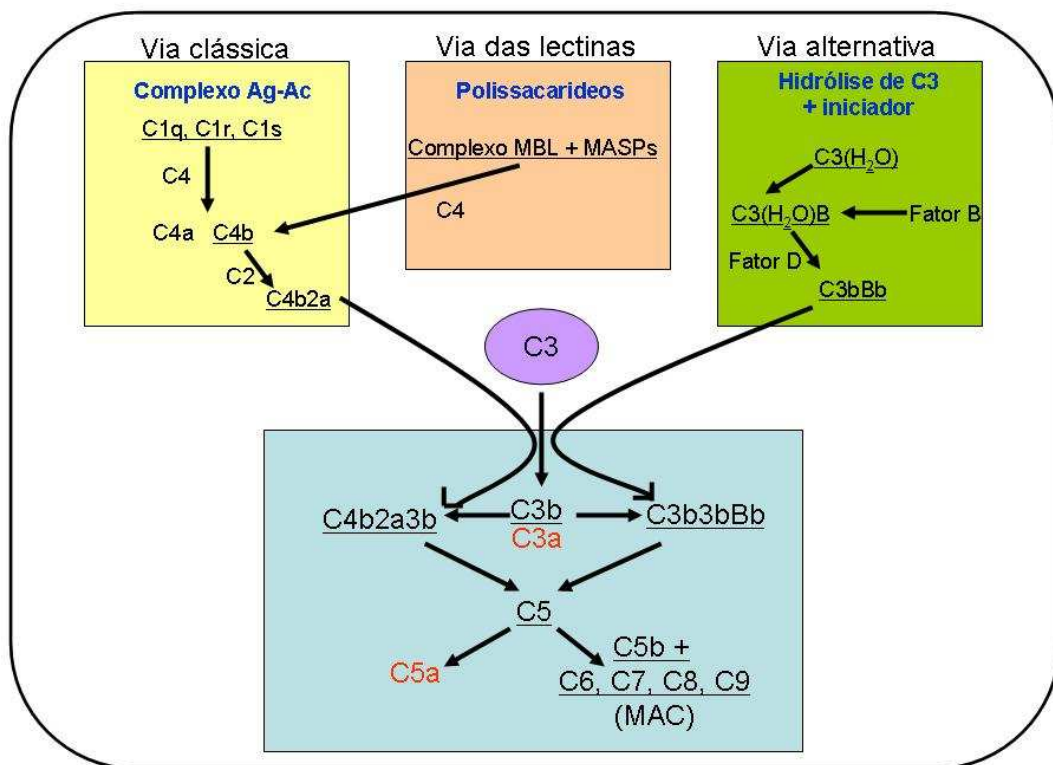 Via clássica
Complexo Ag-Ac
C1q, C1r, C1s
C4
C4a C4b
C2
C4b2a
Via das lectinas
Polissacarideos
Complexo MBL + MASPs
C4
Via alternativa
Hidrólise de C3
+ iniciador
C3(H₂O)
C3(H₂O)B
Fator B
Fator D
C3bBb
C3
C4b2a3b
C3b
C3a
C3b3bBb
C5
C5a
C5b +
C6, C7, C8, C9
(MAC)